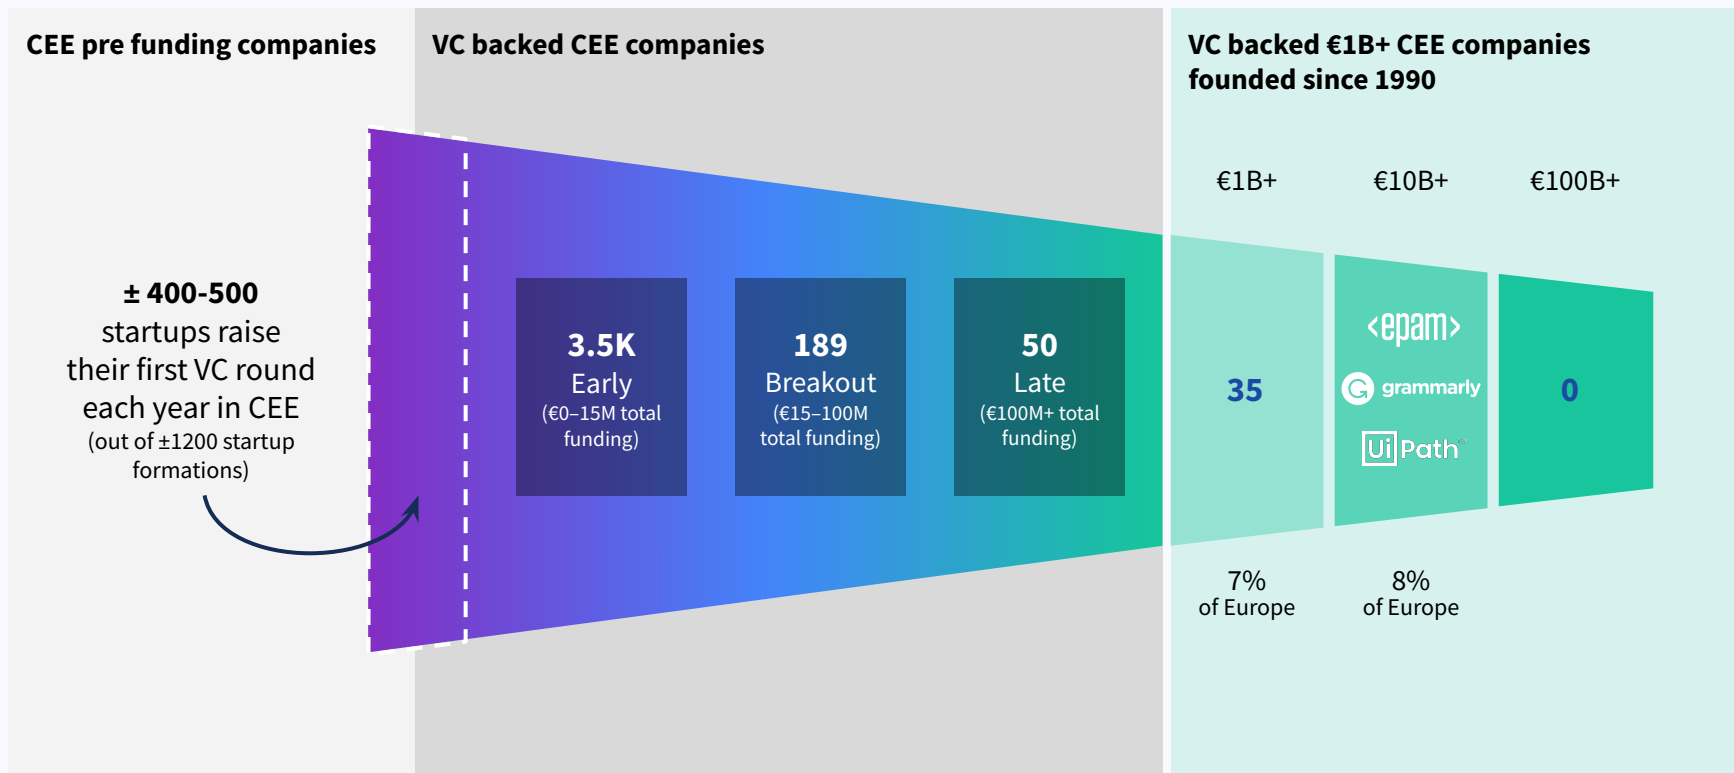 CEE pre funding companies
± 400-500
startups raise
their first VC round
each year in CEE
(out of ±1200 startup
formations)
VC backed CEE companies
3.5K
Early
(€0–15M total
funding)
189
Breakout
(€15–100M
total funding)
50
Late
(€100M+ total
funding)
VC backed €1B+ CEE companies
founded since 1990
€1B+
35
7%
of Europe
€10B+
<epam>
G grammarly
UiPath
8%
of Europe
€100B+
0